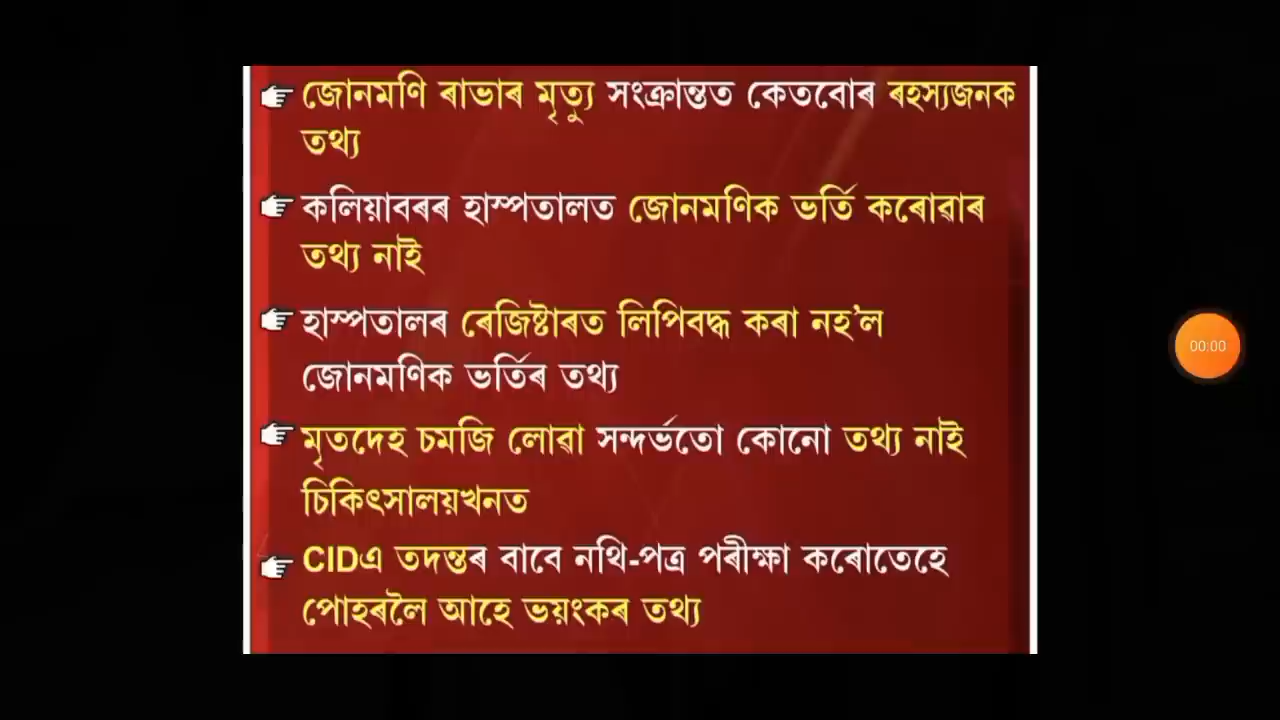 জোনমণি ৰাভাৰ মৃত্যু সংক্ৰান্তত কেতবোৰ ৰহস্যজনক
তথ্য
কলিয়াবৰৰ হাস্পতালত জোনমণিক ভৰ্তি কৰোৱাৰ
তথ্য নাই
হাস্পতালৰ ৰেজিষ্টাৰত লিপিবদ্ধ কৰা নহ'ল
জোনমণিক ভৰ্তিৰ তথ্য
মৃতদেহ চমজি লোৱা সন্দৰ্ভতো কোনো তথ্য নাই
চিকিৎসালয়খনত
CIDএ তদন্তৰ বাবে নথি-পত্ৰ পৰীক্ষা কৰোতেহে
পোহৰলৈ আহে ভয়ংকৰ তথ্য
00:00